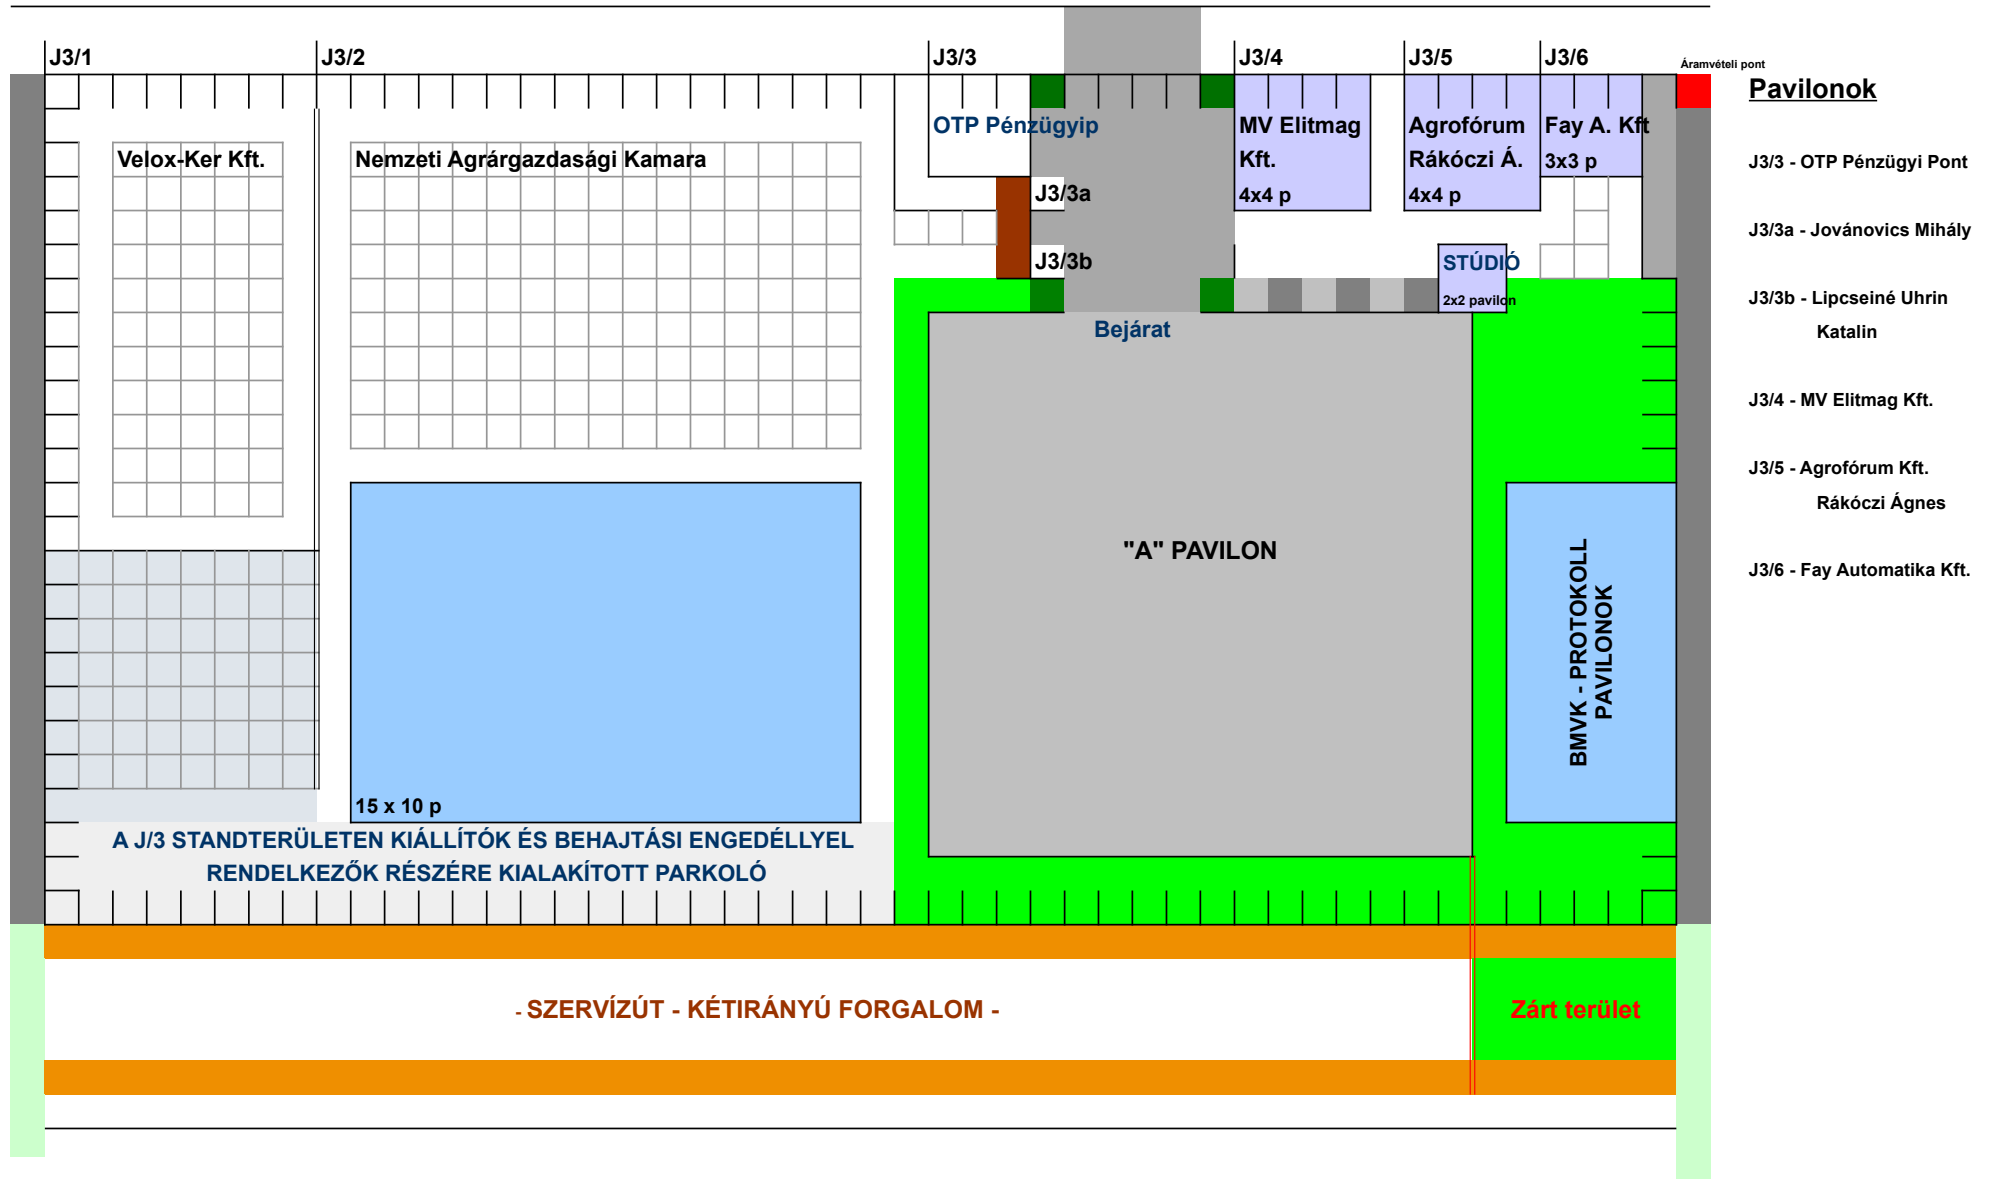 J3/1
J3/2
J3/3
J3/4
J3/5
J3/6
Áramvételi pont
Pavilonok
OTP Pénzügyip
MV Elitmag
Kft.
4x4 p
Agrofórum
Rákóczi Á.
4x4 p
Fay A. Kft
3x3 p
Velox-Ker Kft.
Nemzeti Agrárgazdasági Kamara
J3/3a
J3/3b
STÚDIÓ
2x2 pavilon
Bejárat
"A" PAVILON
BMVK - PROTOKOLL
PAVILONOK
15 x 10 p
A J/3 STANDTERÜLETEN KIÁLLÍTÓK ÉS BEHAJTÁSI ENGEDÉLLYEL
RENDELKEZŐK RÉSZÉRE KIALAKÍTOTT PARKOLÓ
- SZERVÍZÚT - KÉTIRÁNYÚ FORGALOM -
Zárt terület
J3/3 - OTP Pénzügyi Pont
J3/3a - Jovánovics Mihály
J3/3b - Lipcseiné Uhrin
Katalin
J3/4 - MV Elitmag Kft.
J3/5 - Agrofórum Kft.
Rákóczi Ágnes
J3/6 - Fay Automatika Kft.